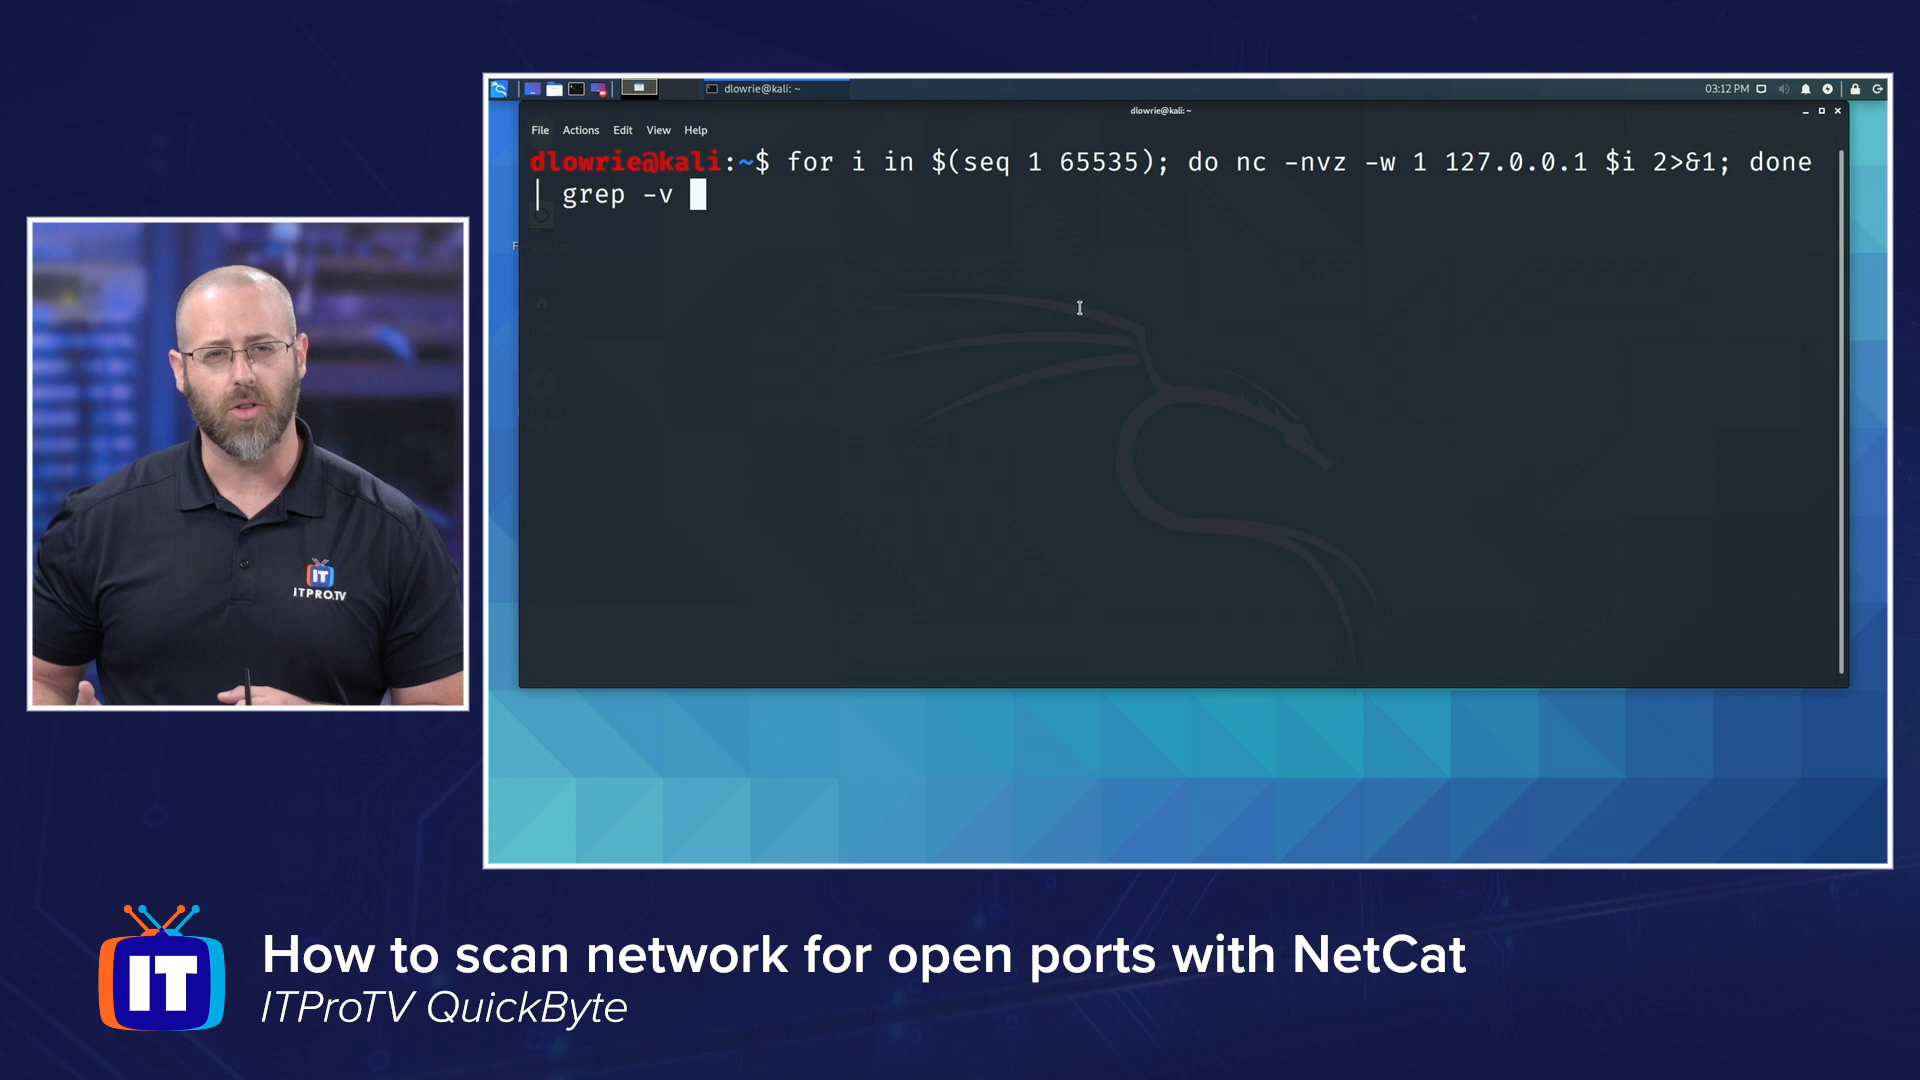 dlowrie@kali: ~
03:12 PM
dlowrie@kali: ~
File Actions Edit View Help
dlowrie@kali:~$ for i in $(seq 1 65535); do nc -nvz -w 1 127.0.0.1 $i 2>&1; done
| grep -v
IT
ITPRO.TV
IT
How to scan network for open ports with NetCat
ITProTV QuickByte